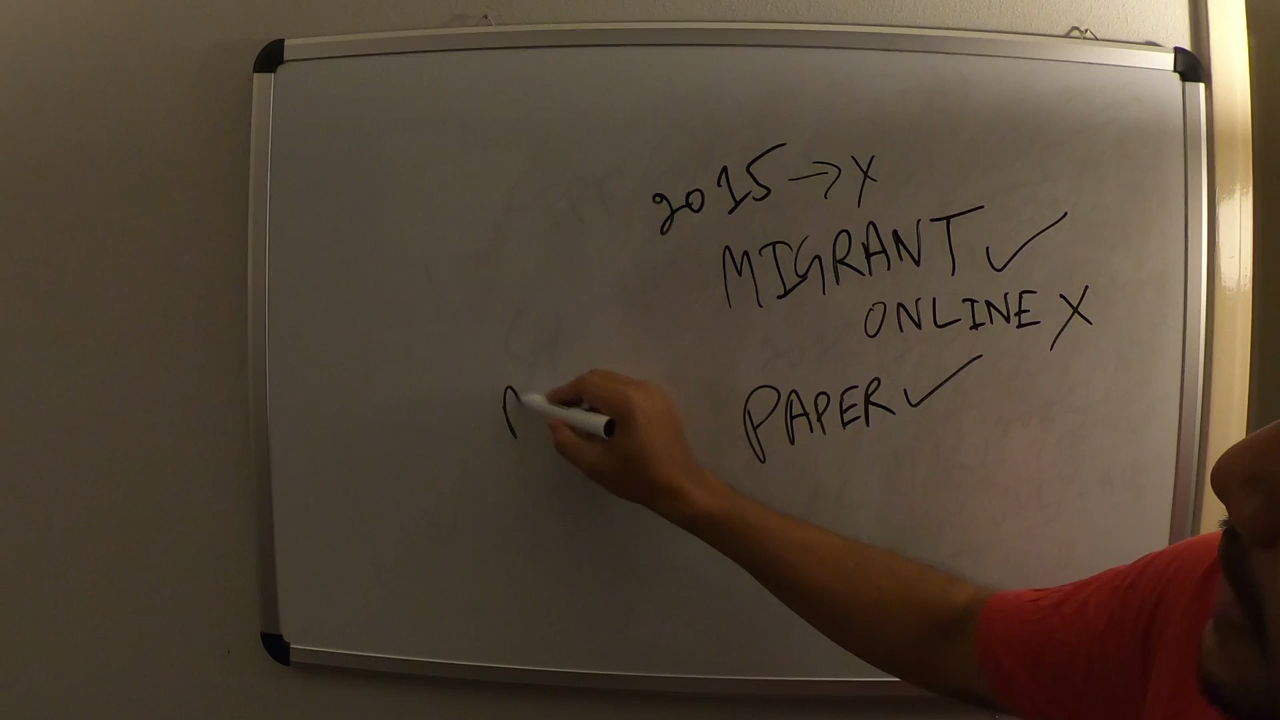 2015 → X
MIGRANT ✓
ONLINE X
PAPER ✓